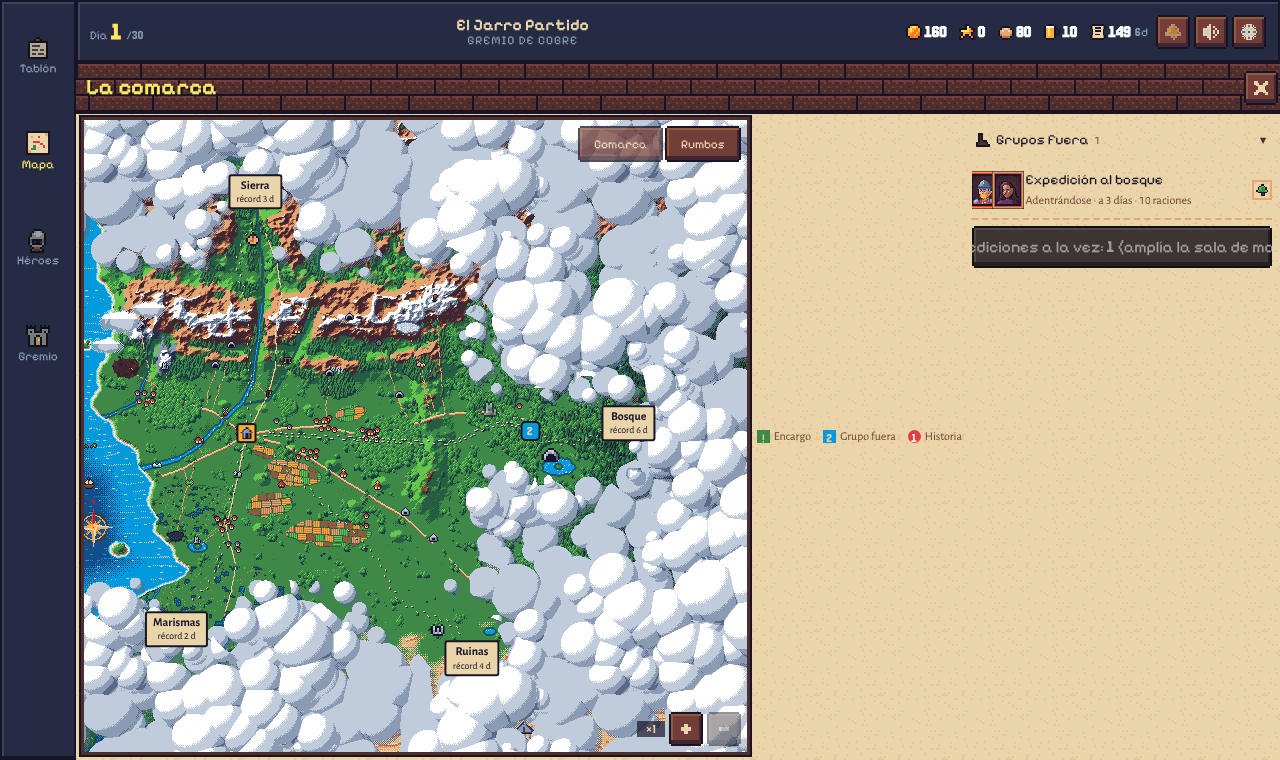 El Jarro Partido
GREMIO DE COBRE
Día 1 /30
160 0 80 10 149 6d
Tablón
Mapa
Héroes
Gremio
La comarca
Comarca
Rumbos
Sierra
récord 3 d
Bosque
récord 6 d
2
Marismas
récord 2 d
Ruinas
récord 4 d
×1
! Encargo
2 Grupo fuera
1 Historia
Grupos fuera 1
Expedición al bosque
Adentrándose · a 3 días · 10 raciones
diciones a la vez: 1 (amplía la sala de ma